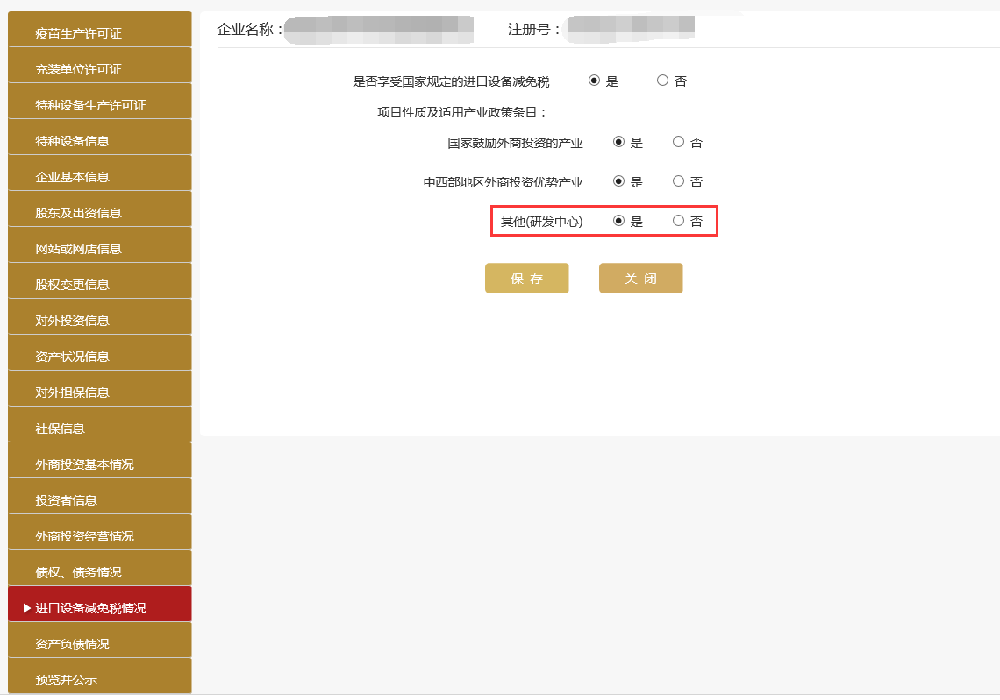 疫苗生产许可证
充装单位许可证
特种设备生产许可证
特种设备信息
企业基本信息
股东及出资信息
网站或网店信息
股权变更信息
对外投资信息
资产状况信息
对外担保信息
社保信息
外商投资基本情况
投资者信息
外商投资经营情况
债权、债务情况
进口设备减免税情况
资产负债情况
预览并公示
企业名称： 注册号：
是否享受国家规定的进口设备减免税 是 否
项目性质及适用产业政策条目：
国家鼓励外商投资的产业 是 否
中西部地区外商投资优势产业 是 否
其他(研发中心) 是 否
保 存 关 闭